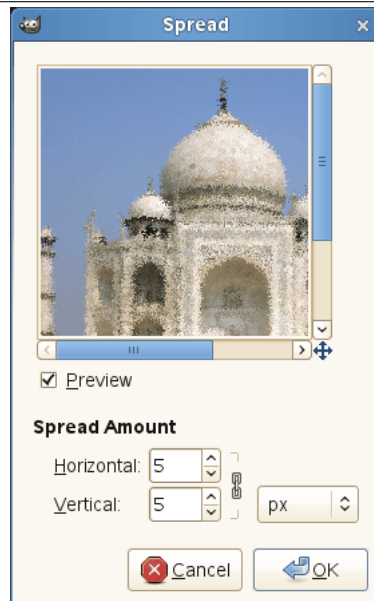 Spread
Preview
Spread Amount
Horizontal: 5
Vertical: 5 px
Cancel OK